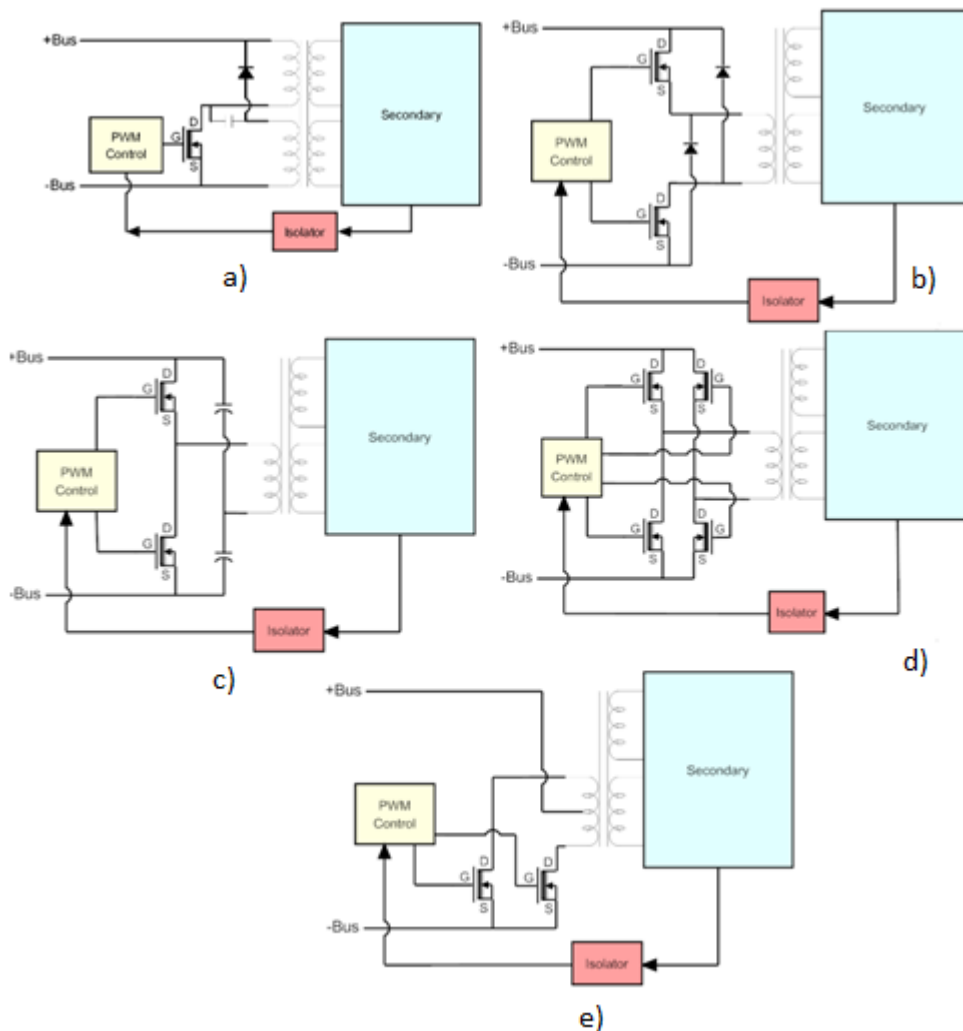 +Bus
D
G
S
PWM
Control
-Bus
Secondary
Isolator
a)
+Bus
D
G
S
PWM
Control
D
G
S
-Bus
Secondary
Isolator
b)
+Bus
D
G
S
PWM
Control
D
G
S
-Bus
Secondary
Isolator
c)
+Bus
D D
G G
S S
PWM
Control
D D
G G
S S
-Bus
Secondary
Isolator
d)
+Bus
PWM
Control
D D
G G
S S
-Bus
Secondary
Isolator
e)